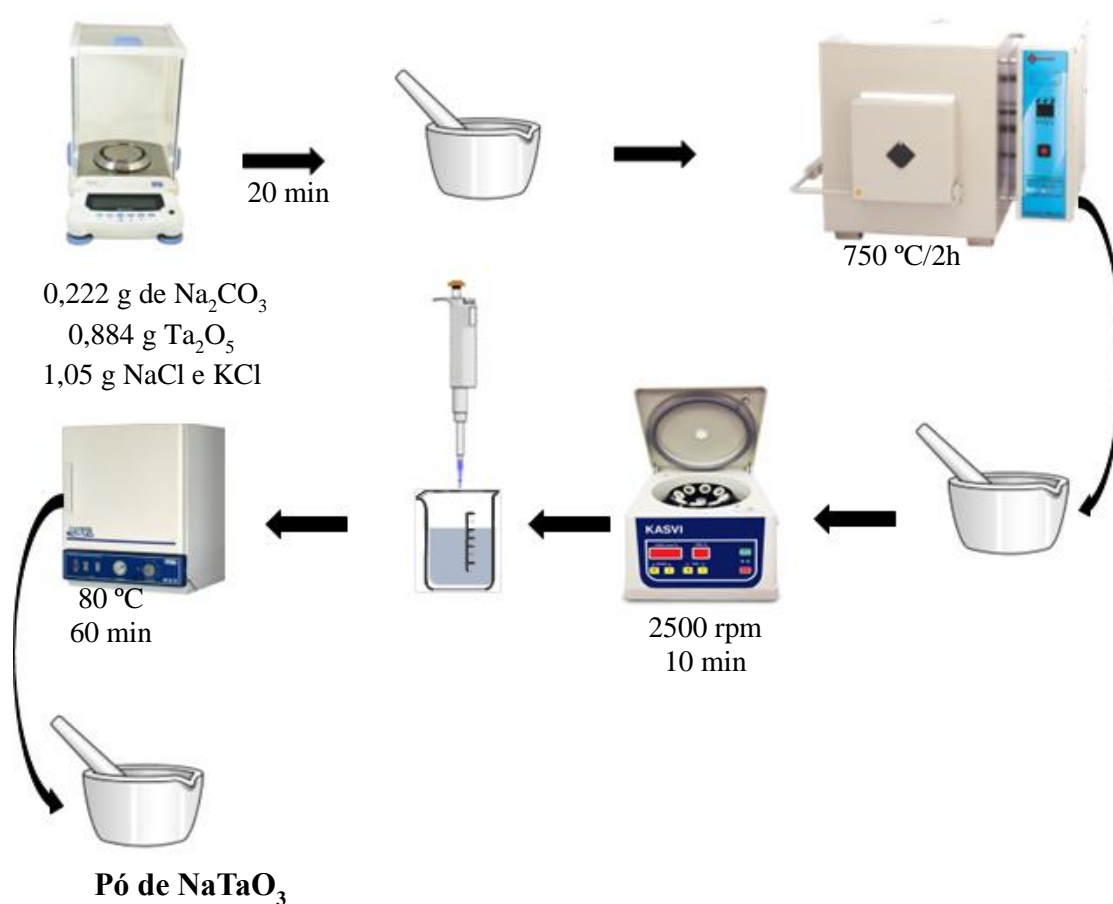 20 min
750 ºC/2h
0,222 g de Na₂CO₃
0,884 g Ta₂O₅
1,05 g NaCl e KCl
KASVI
2500 rpm
10 min
80 ºC
60 min
Pó de NaTaO₃